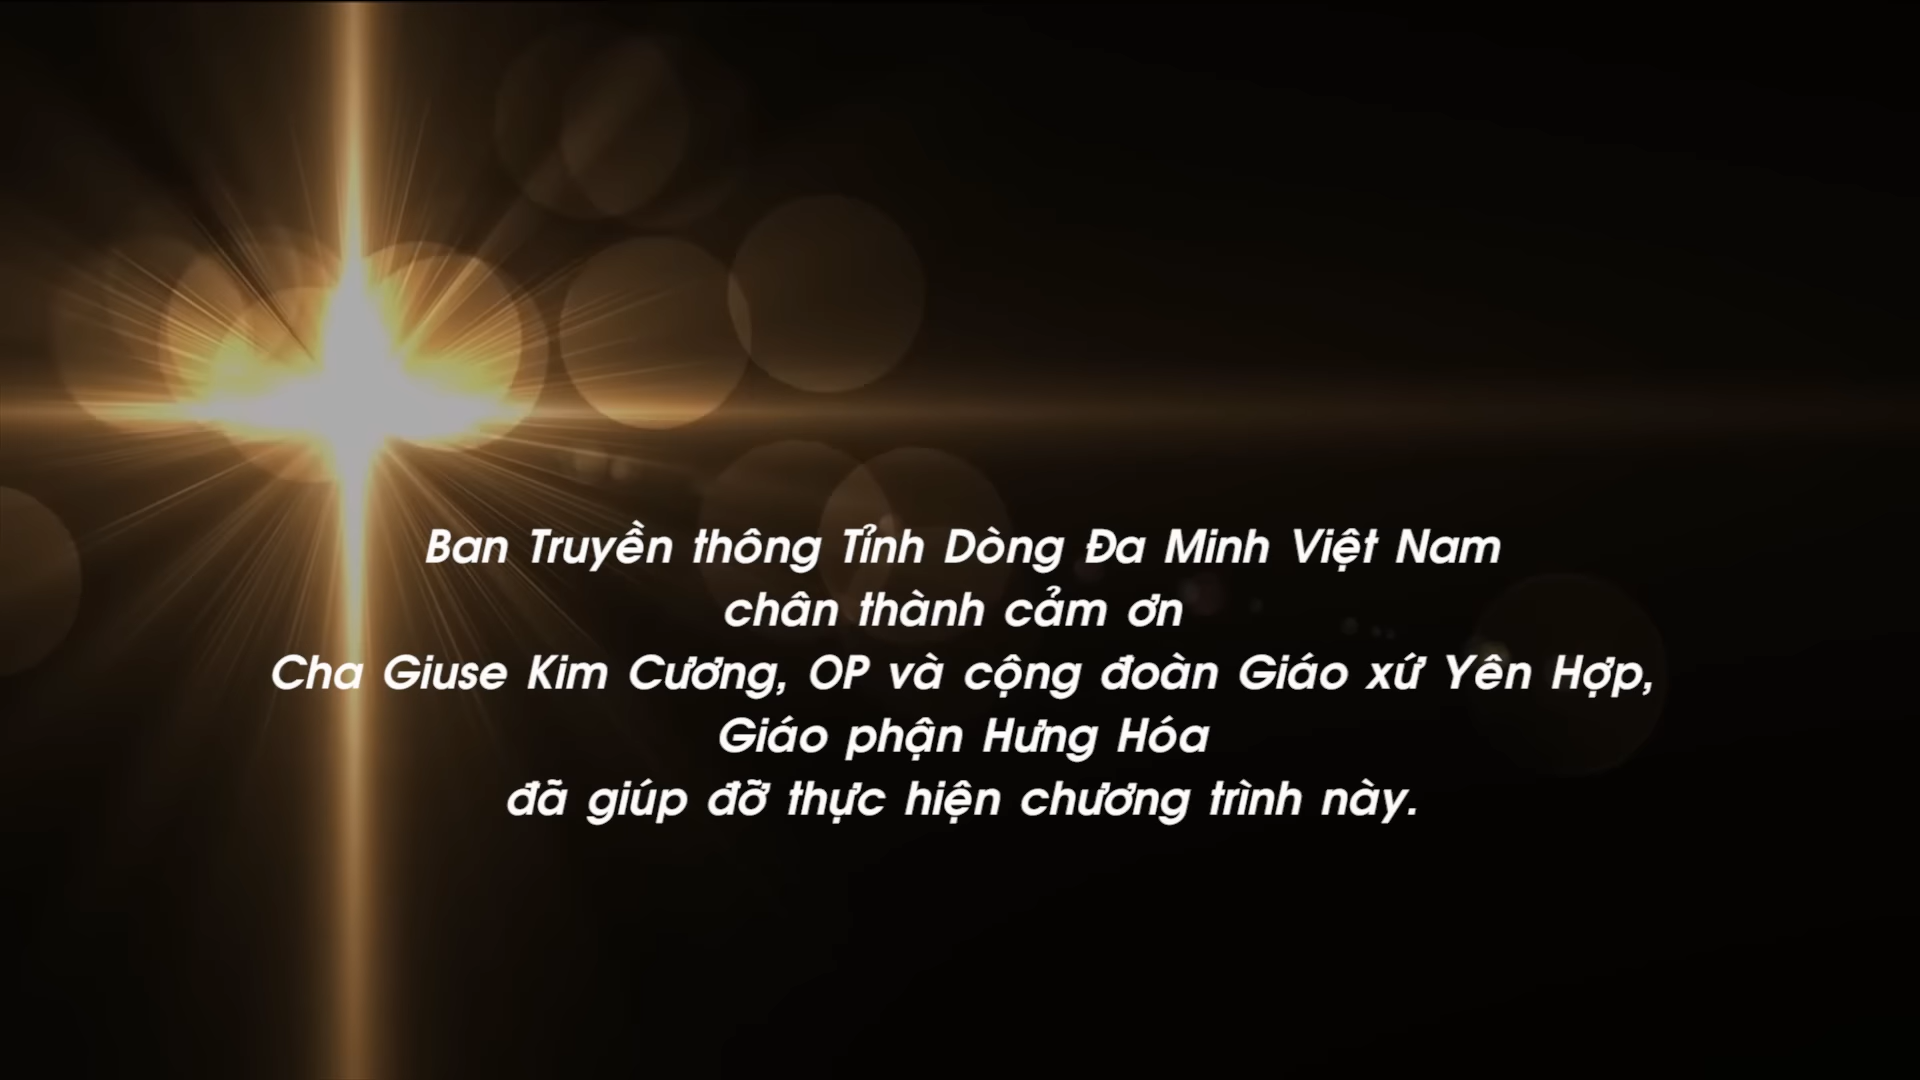 Ban Truyền thông Tỉnh Dòng Đa Minh Việt Nam
chân thành cảm ơn
Cha Giuse Kim Cương, OP và cộng đoàn Giáo xứ Yên Hợp,
Giáo phận Hưng Hóa
đã giúp đỡ thực hiện chương trình này.